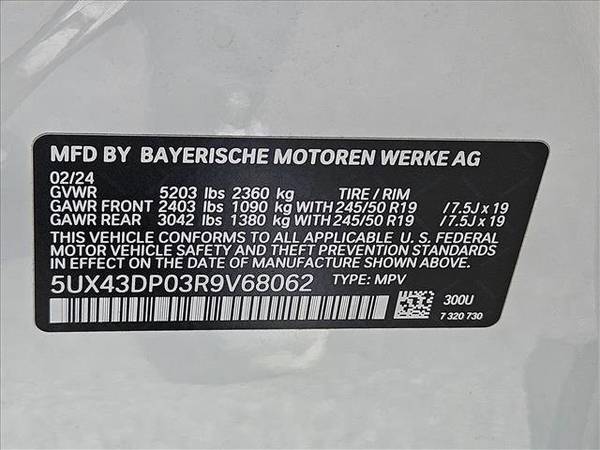 MFD BY BAYERISCHE MOTOREN WERKE AG
02/24
GVWR 5203 lbs 2360 kg TIRE / RIM
GAWR FRONT 2403 lbs 1090 kg WITH 245/50 R19 / 7.5J x 19
GAWR REAR 3042 lbs 1380 kg WITH 245/50 R19 / 7.5J x 19
THIS VEHICLE CONFORMS TO ALL APPLICABLE U. S. FEDERAL
MOTOR VEHICLE SAFETY AND THEFT PREVENTION STANDARDS
IN EFFECT ON THE DATE OF MANUFACTURE SHOWN ABOVE.
5UX43DP03R9V68062 TYPE: MPV
300U
7 320 730